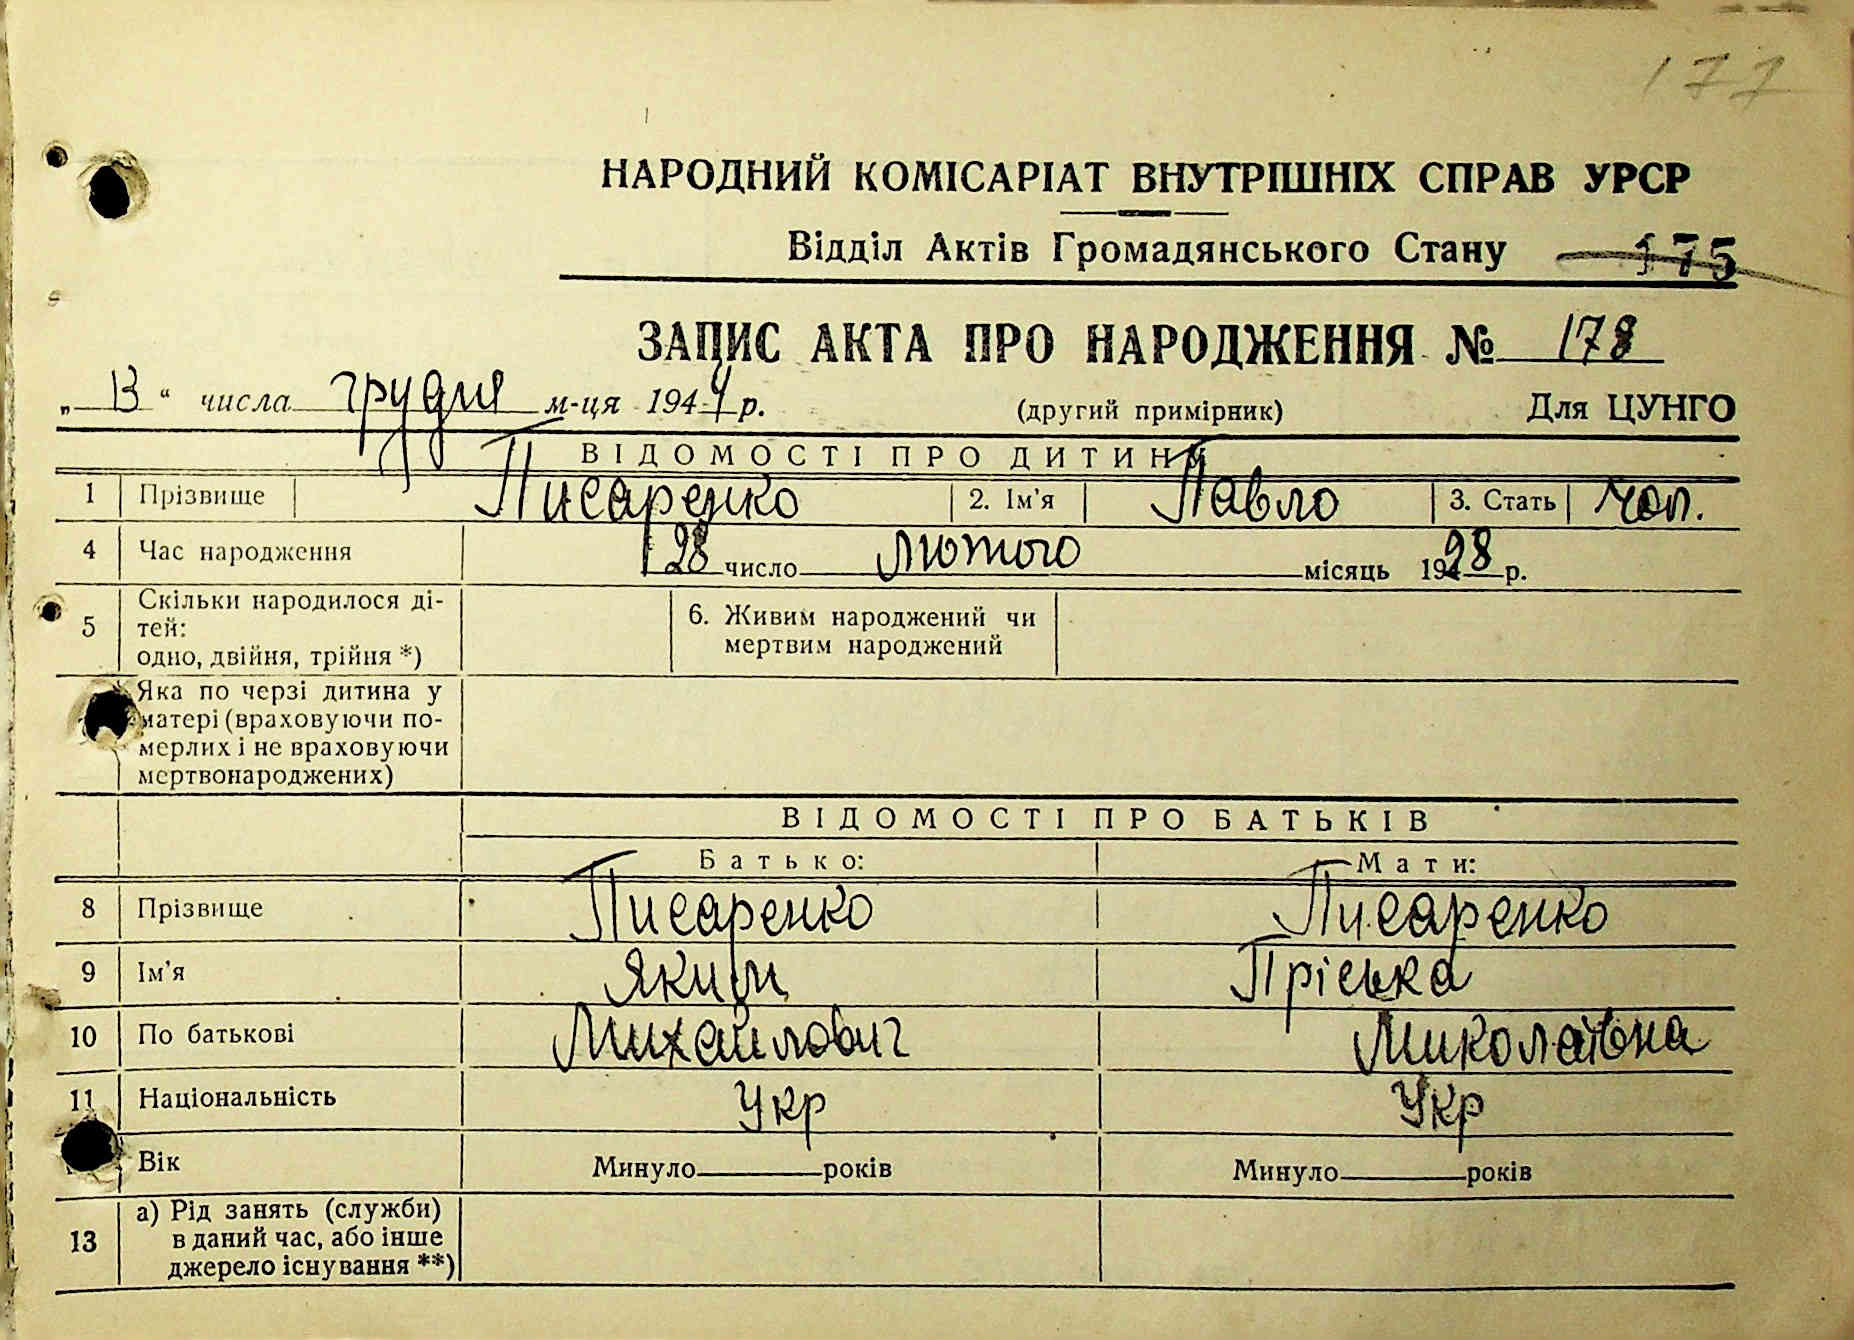 177
НАРОДНИЙ КОМІСАРІАТ ВНУТРІШНІХ СПРАВ УРСР
Відділ Актів Громадянського Стану 175
ЗАПИС АКТА ПРО НАРОДЖЕННЯ № 178
„13“ числа грудня м-ця 1944 р. (другий примірник) Для ЦУНГО
ВІДОМОСТІ ПРО ДИТИНУ
1 Прізвище Писаренко 2. Ім'я Павло 3. Стать чол.
4 Час народження 28 число лютого місяць 1928 р.
5 Скільки народилося ді-
тей:
одно, двійня, трійня *)
6. Живим народжений чи
мертвим народжений
Яка по черзі дитина у
матері (враховуючи по-
мерлих і не враховуючи
мертвонароджених)
ВІДОМОСТІ ПРО БАТЬКІВ
Батько: Мати:
8 Прізвище Писаренко Писаренко
9 Ім'я Яким Пріська
10 По батькові Михайлович Миколаївна
11 Національність Укр Укр
Вік Минуло років Минуло років
13 а) Рід занять (служби)
в даний час, або інше
джерело існування **)